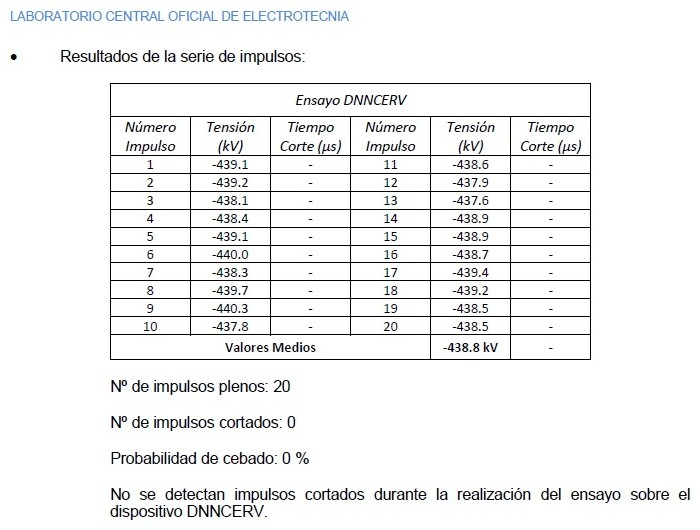 LABORATORIO CENTRAL OFICIAL DE ELECTROTECNIA
• Resultados de la serie de impulsos:
Ensayo DNNCERV
Número Tensión Tiempo Número Tensión Tiempo
Impulso (kV) Corte (µs) Impulso (kV) Corte (µs)
1 -439.1 - 11 -438.6 -
2 -439.2 - 12 -437.9 -
3 -438.1 - 13 -437.6 -
4 -438.4 - 14 -438.9 -
5 -439.1 - 15 -438.9 -
6 -440.0 - 16 -438.7 -
7 -438.3 - 17 -439.4 -
8 -439.7 - 18 -439.2 -
9 -440.3 - 19 -438.5 -
10 -437.8 - 20 -438.5 -
Valores Medios -438.8 kV -
Nº de impulsos plenos: 20
Nº de impulsos cortados: 0
Probabilidad de cebado: 0 %
No se detectan impulsos cortados durante la realización del ensayo sobre el
dispositivo DNNCERV.